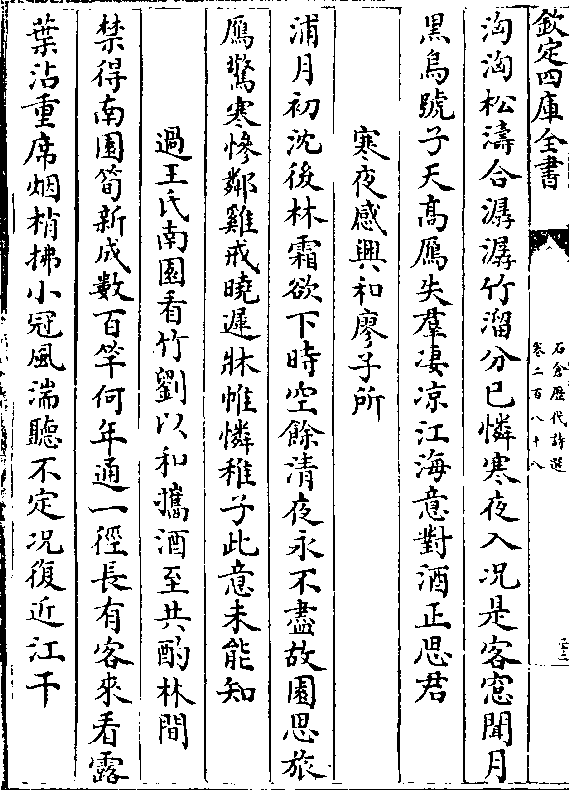 欽定四庫全書
石倉歷代詩選
卷二百八十八
洶洶松濤合潺潺竹溜分已憐寒夜入况是客窓聞月
黑烏號子天髙鴈失羣凄凉江海意對酒正思君
寒夜感興和廖子所
浦月初沈後林霜欲下時空餘清夜永不盡故園思旅
鴈驚寒慘鄰雞戒曉遲牀帷憐稚子此意未能知
過王氏南園看竹劉以和攜酒至共酌林間
禁得南園筍新成數百竿何年通一徑長有客來看露
葉沾重席烟梢拂小冠風湍聽不定况復近江干